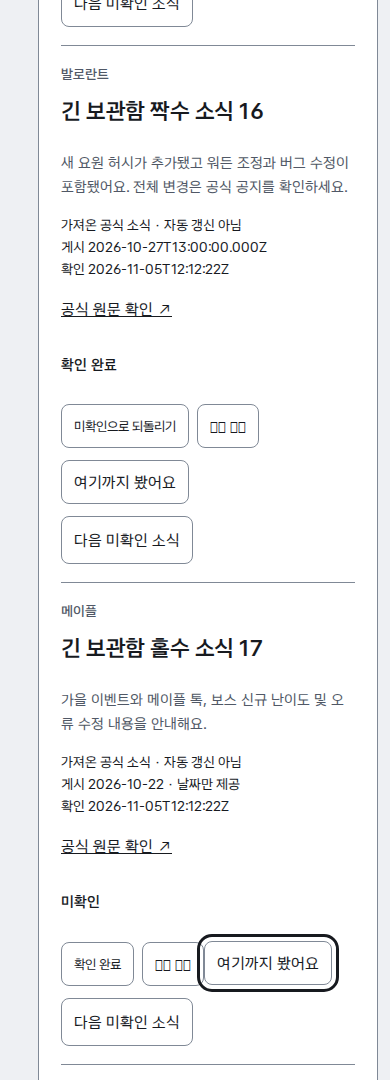 다음 미확인 소식
발로란트
긴 보관함 짝수 소식 16
새 요원 허시가 추가됐고 워든 조정과 버그 수정이
포함됐어요. 전체 변경은 공식 공지를 확인하세요.
가져온 공식 소식 · 자동 갱신 아님
게시 2026-10-27T13:00:00.000Z
확인 2026-11-05T12:12:22Z
공식 원문 확인 ↗
확인 완료
미확인으로 되돌리기
여기까지 봤어요
다음 미확인 소식
메이플
긴 보관함 홀수 소식 17
가을 이벤트와 메이플 톡, 보스 신규 난이도 및 오
류 수정 내용을 안내해요.
가져온 공식 소식 · 자동 갱신 아님
게시 2026-10-22 · 날짜만 제공
확인 2026-11-05T12:12:22Z
공식 원문 확인 ↗
미확인
확인 완료
여기까지 봤어요
다음 미확인 소식